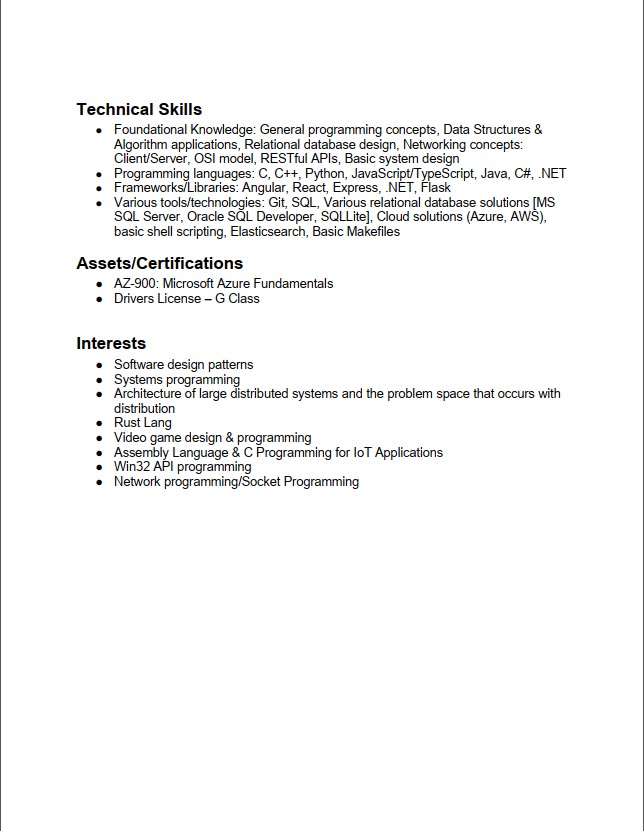 Technical Skills
● Foundational Knowledge: General programming concepts, Data Structures &
Algorithm applications, Relational database design, Networking concepts:
Client/Server, OSI model, RESTful APIs, Basic system design
● Programming languages: C, C++, Python, JavaScript/TypeScript, Java, C#, .NET
● Frameworks/Libraries: Angular, React, Express, .NET, Flask
● Various tools/technologies: Git, SQL, Various relational database solutions [MS
SQL Server, Oracle SQL Developer, SQLLite], Cloud solutions (Azure, AWS),
basic shell scripting, Elasticsearch, Basic Makefiles
Assets/Certifications
● AZ-900: Microsoft Azure Fundamentals
● Drivers License – G Class
Interests
● Software design patterns
● Systems programming
● Architecture of large distributed systems and the problem space that occurs with
distribution
● Rust Lang
● Video game design & programming
● Assembly Language & C Programming for IoT Applications
● Win32 API programming
● Network programming/Socket Programming